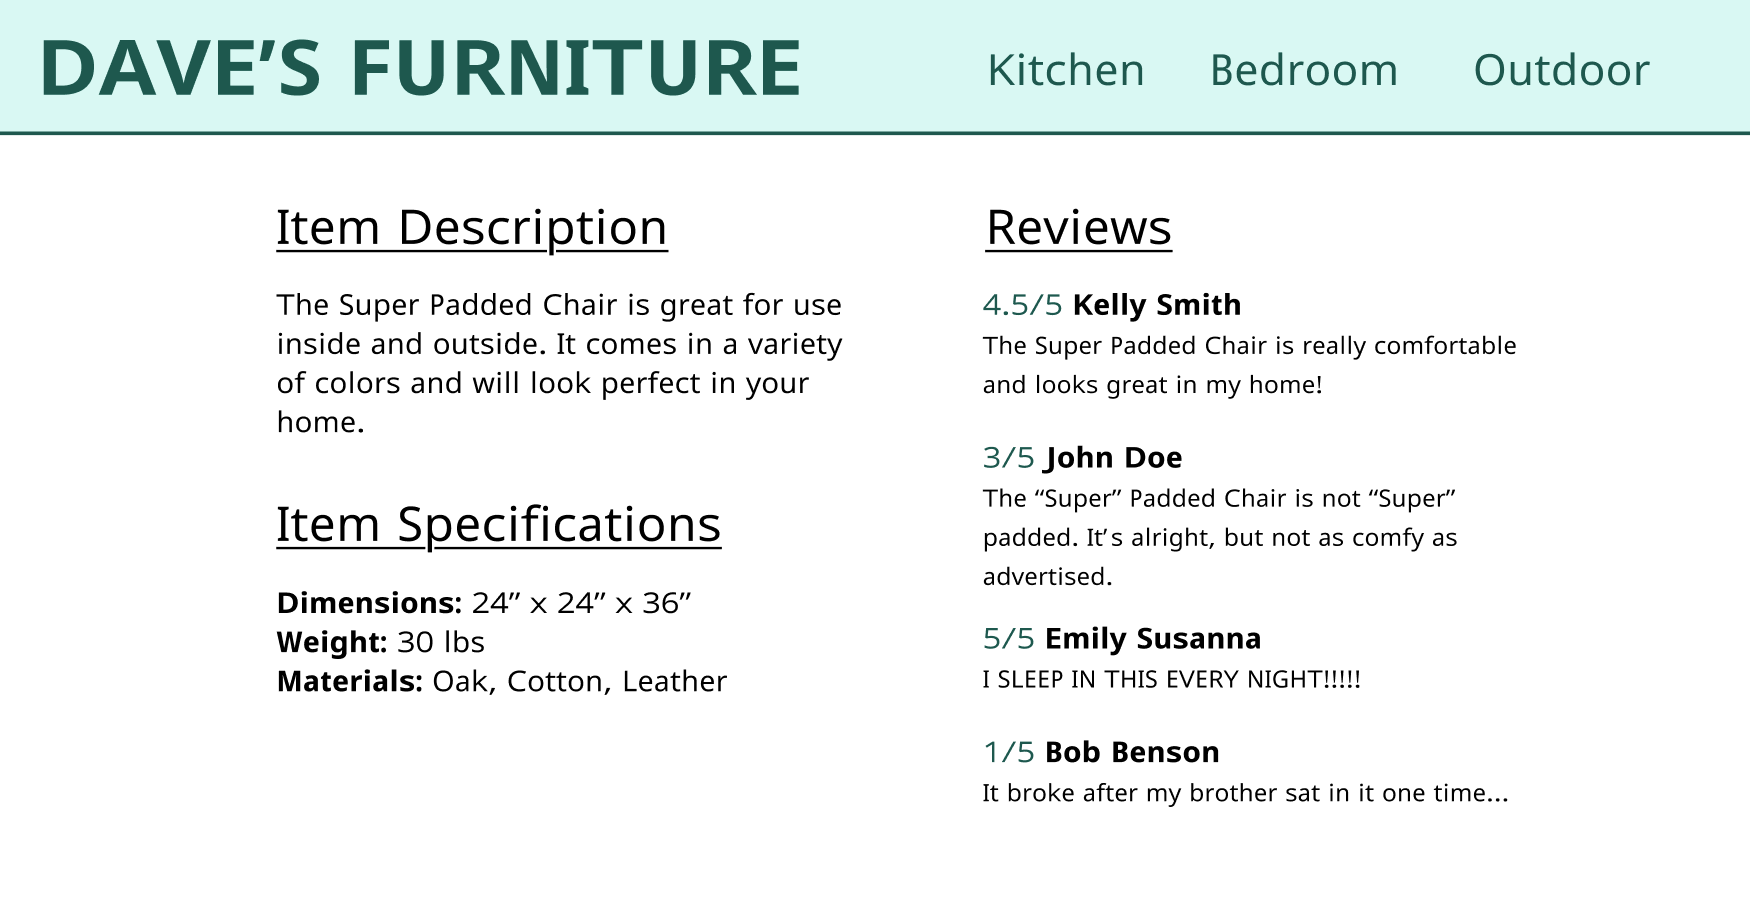 DAVE’S FURNITURE
Kitchen Bedroom Outdoor
Item Description
The Super Padded Chair is great for use
inside and outside. It comes in a variety
of colors and will look perfect in your
home.
Item Specifications
Dimensions: 24” x 24” x 36”
Weight: 30 lbs
Materials: Oak, Cotton, Leather
Reviews
4.5/5 Kelly Smith
The Super Padded Chair is really comfortable
and looks great in my home!
3/5 John Doe
The “Super” Padded Chair is not “Super”
padded. It’s alright, but not as comfy as
advertised.
5/5 Emily Susanna
I SLEEP IN THIS EVERY NIGHT!!!!!
1/5 Bob Benson
It broke after my brother sat in it one time...